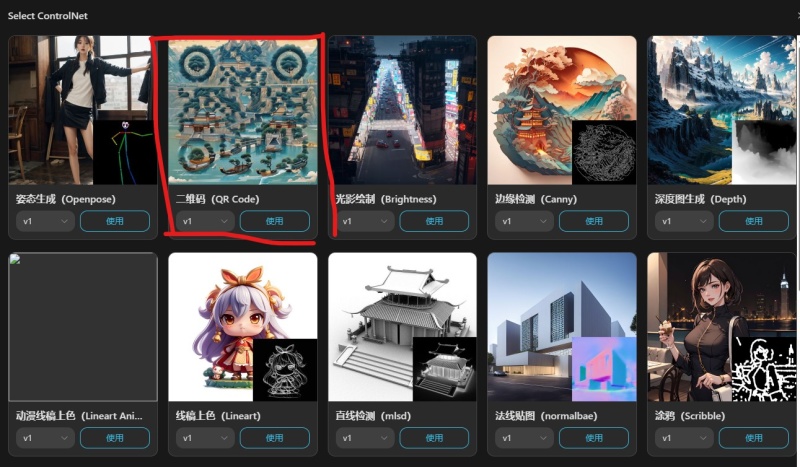 Select ControlNet
姿态生成（Openpose）
二维码（QR Code）
光影绘制（Brightness）
边缘检测（Canny）
深度图生成（Depth）
v1 使用
v1 使用
v1 使用
v1 使用
v1 使用
动漫线稿上色（Lineart Ani...
线稿上色（Lineart）
直线检测（mlsd）
法线贴图（normalbae）
涂鸦（Scribble）
v1 使用
v1 使用
v1 使用
v1 使用
v1 使用